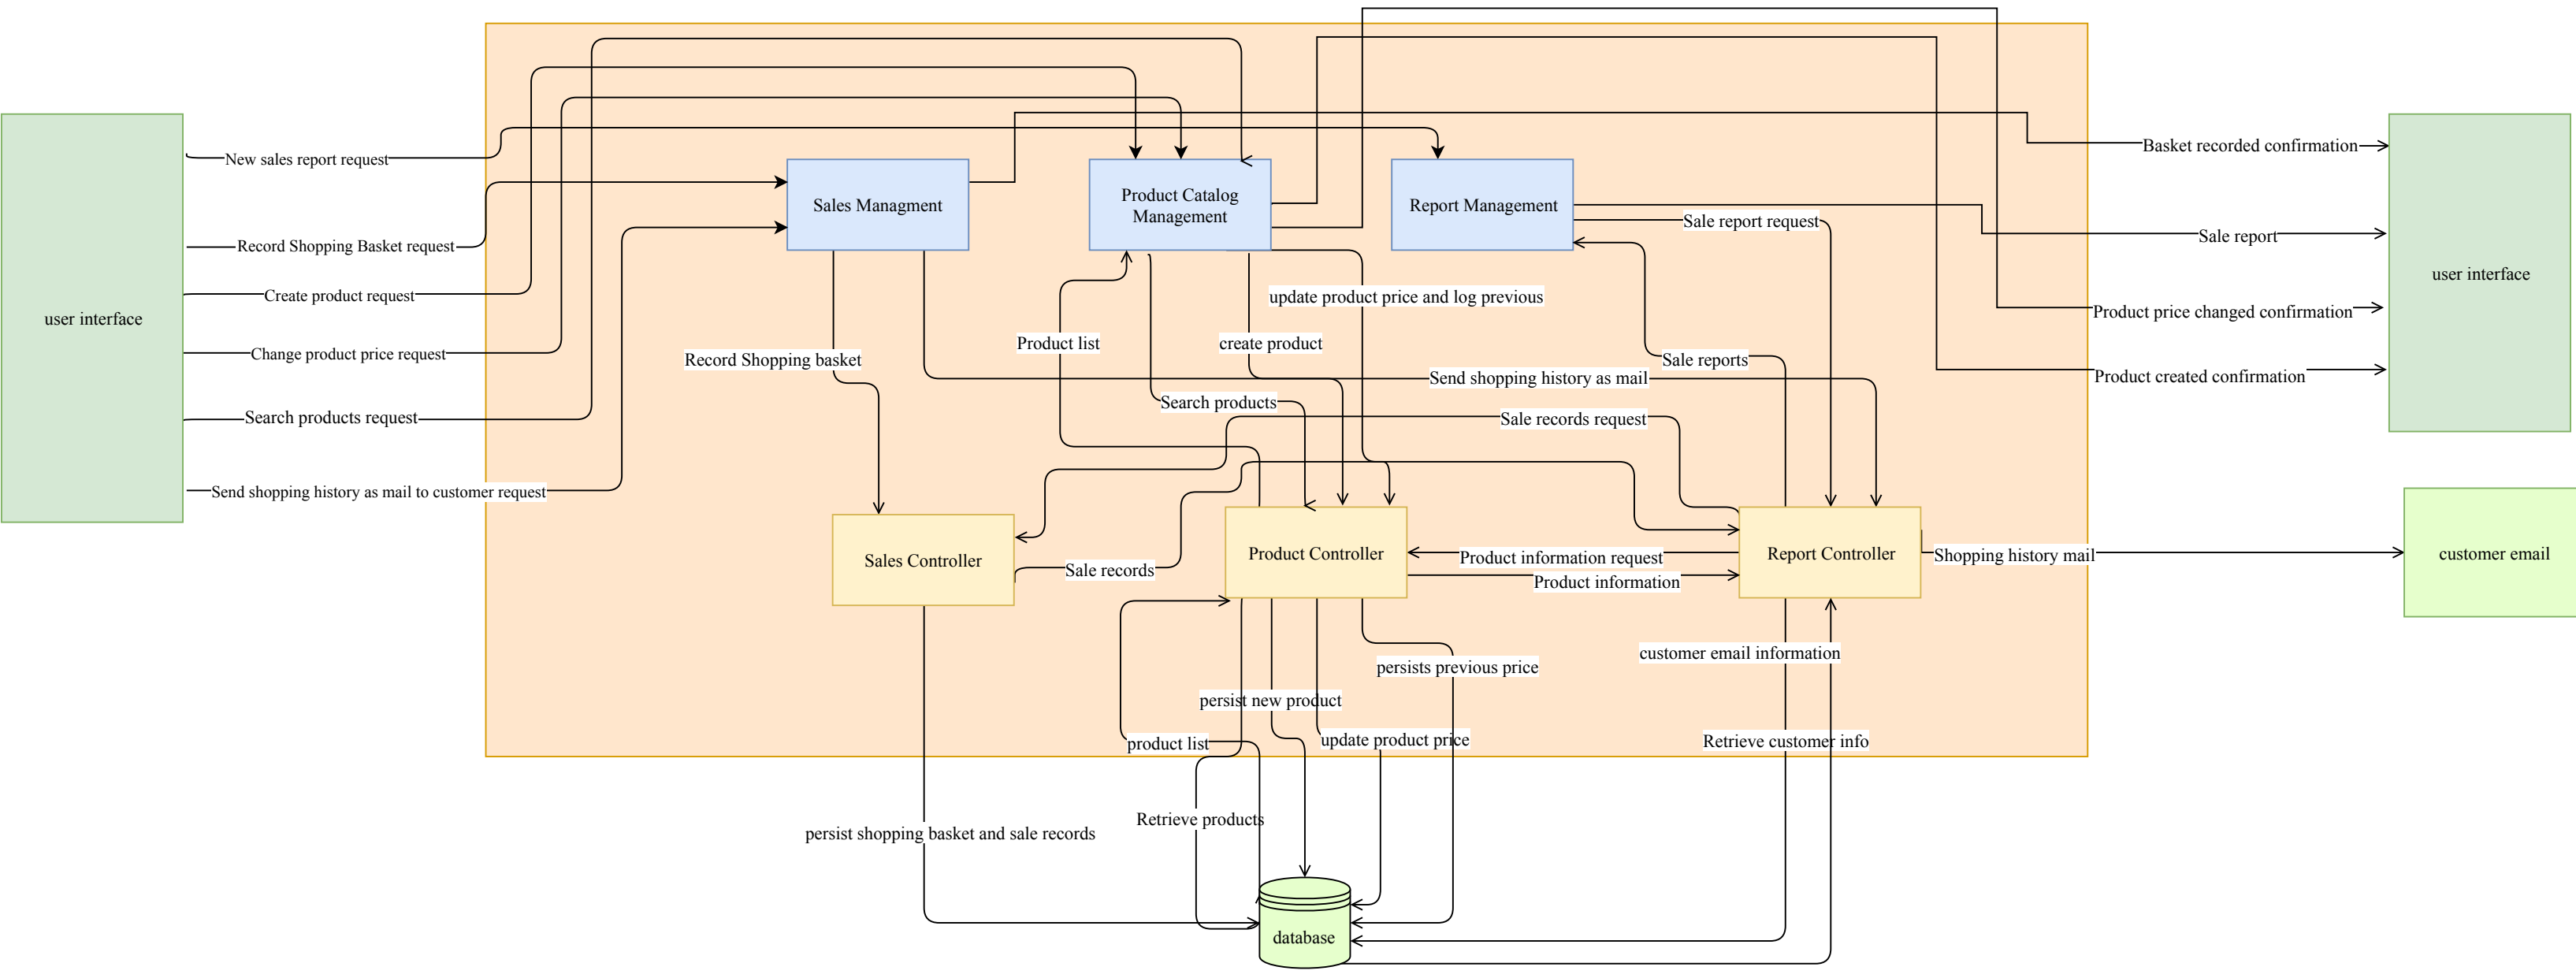 Basket recorded confirmation
New sales report request
Product Catalog
Management
Sales Managment
Report Management
Sale report request
Sale report
Record Shopping Basket request
user interface
Create product request
update product price and log previous
Product price changed confirmation
user interface
Product list
create product
Change product price request
Record Shopping basket
Sale reports
Send shopping history as mail
Product created confirmation
Search products
Search products request
Sale records request
Send shopping history as mail to customer request
Sales Controller
Product Controller
Product information request
Report Controller
Shopping history mail
customer email
Sale records
Product information
customer email information
persists previous price
persist new product
product list
update product price
Retrieve customer info
Retrieve products
persist shopping basket and sale records
database